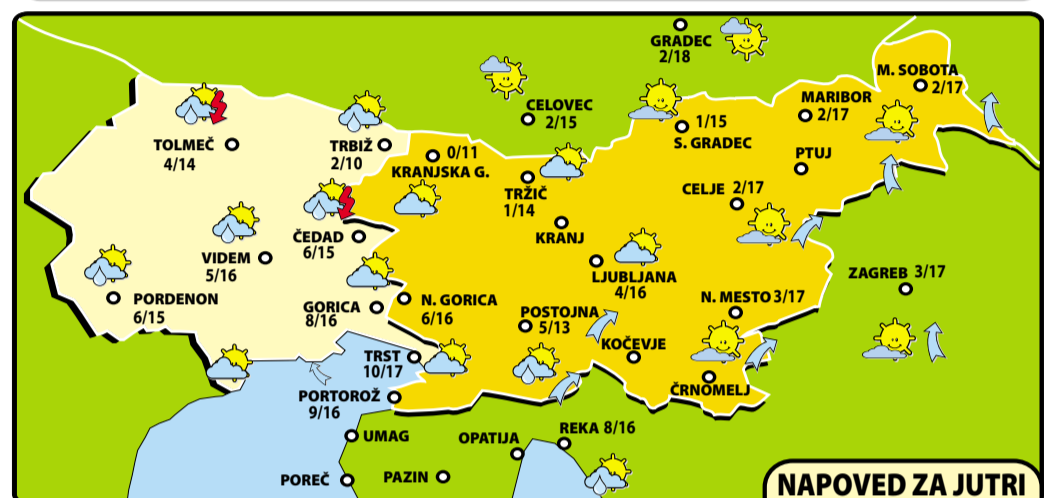 GRADEC
2/18
M. SOBOTA
2/17
CELOVEC
2/15
MARIBOR
2/17
1/15
S. GRADEC
TOLMEČ
4/14
TRBIŽ
2/10
0/11
KRANJSKA G.
PTUJ
TRŽIČ
1/14
CELJE 2/17
KRANJ
ČEDAD
6/15
VIDEM
5/16
LJUBLJANA
4/16
ZAGREB 3/17
PORDENON
6/15
GORICA
8/16
N. GORICA
6/16
N. MESTO 3/17
POSTOJNA
5/13
KOČEVJE
TRST
10/17
ČRNOMELJ
PORTOROŽ
9/16
UMAG
OPATIJA
REKA 8/16
POREČ
PAZIN
NAPOVED ZA JUTRI